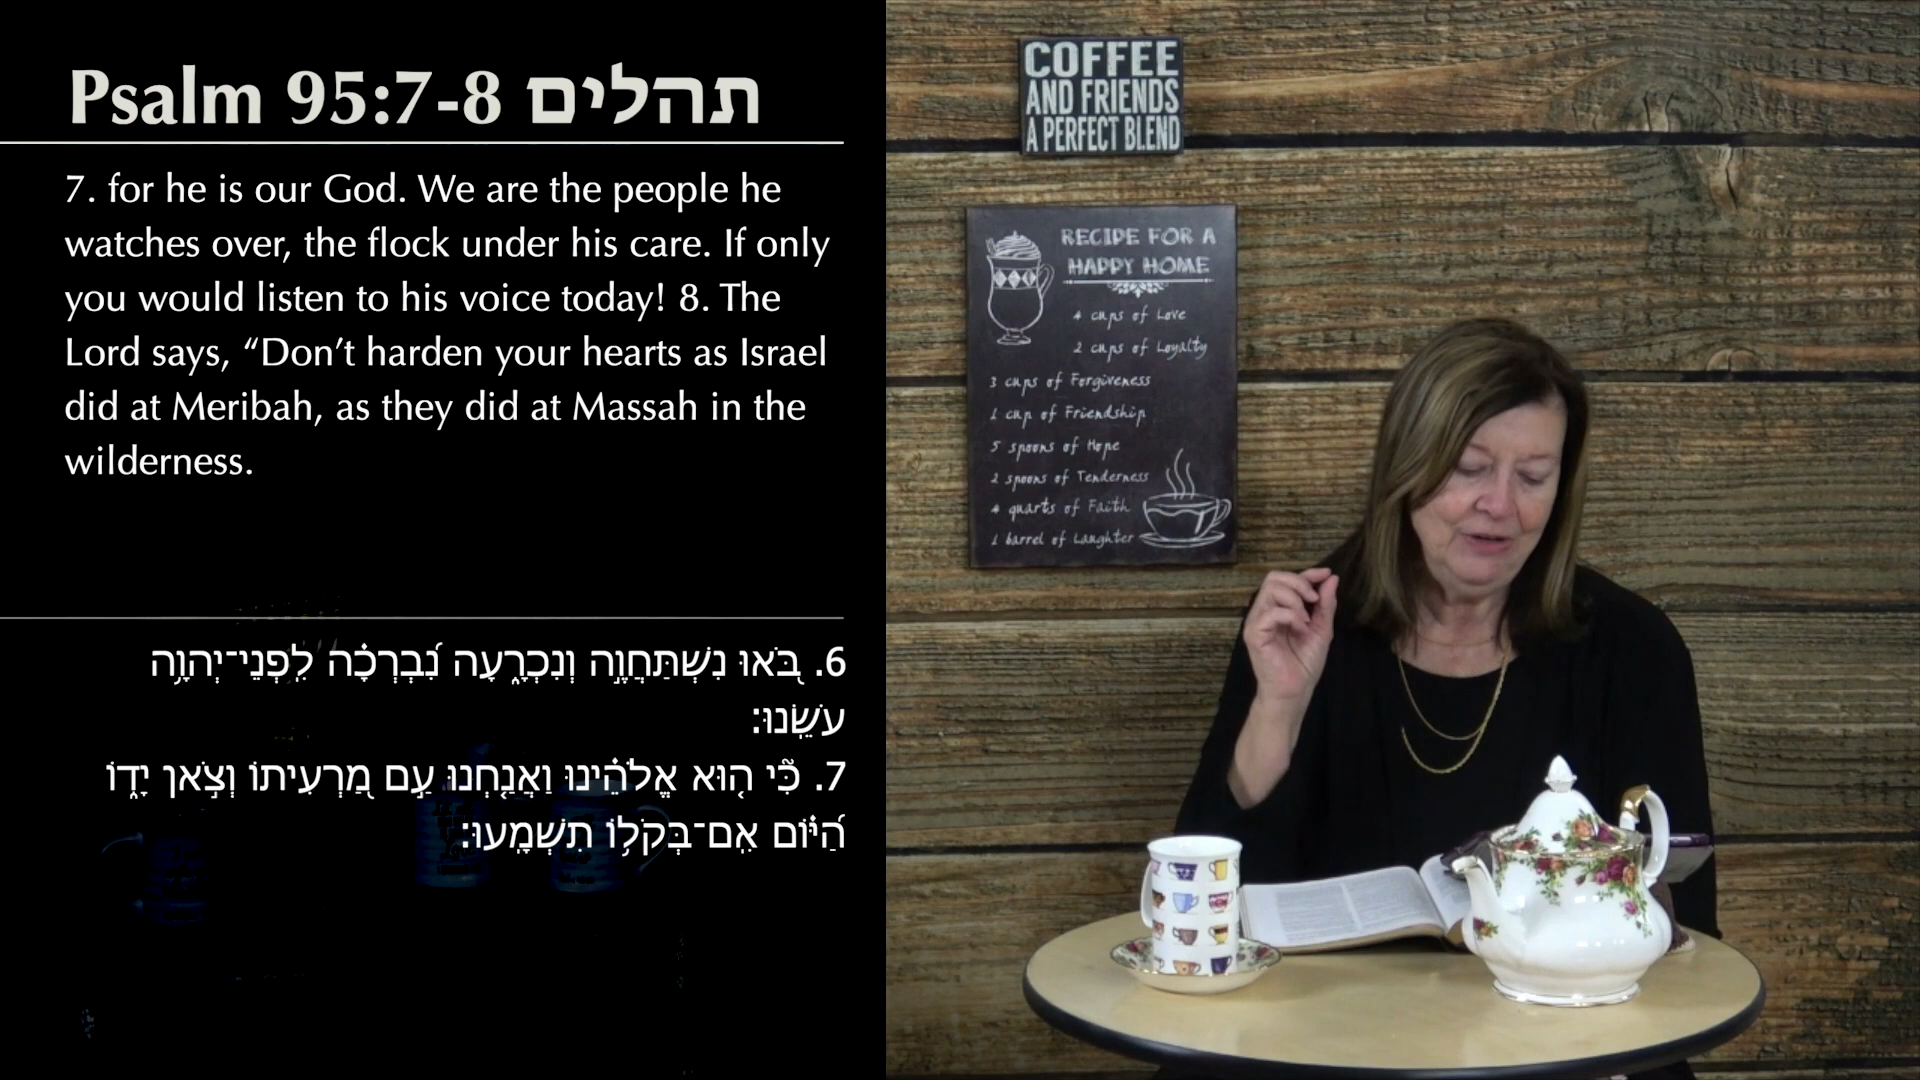 Psalm 95:7-8 תהלים
7. for he is our God. We are the people he
watches over, the flock under his care. If only
you would listen to his voice today! 8. The
Lord says, “Don’t harden your hearts as Israel
did at Meribah, as they did at Massah in the
wilderness.
6. בֹּ֭אוּ נִשְׁתַּחֲוֶ֣ה וְנִכְרָ֑עָה נִ֝בְרְכָ֗ה לִֽפְנֵי־יְהוָ֥ה
עֹשֵֽׂנוּ׃
7. כִּ֘י ה֤וּא אֱלֹהֵ֗ינוּ וַאֲנַ֤חְנוּ עַ֣ם מַ֭רְעִיתוֹ וְצֹ֣אן יָד֑וֹ
הַ֝יּ֗וֹם אִֽם־בְּקֹל֥וֹ תִשְׁמָֽעוּ׃
COFFEE
AND FRIENDS
A PERFECT BLEND
RECIPE FOR A
HAPPY HOME
4 cups of Love
2 cups of Loyalty
3 cups of Forgiveness
1 cup of Friendship
5 spoons of Hope
2 spoons of Tenderness
4 quarts of Faith
1 barrel of Laughter